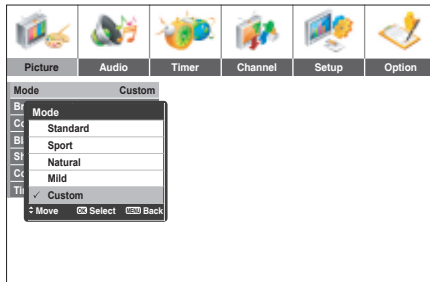 Picture Audio Timer Channel Setup Option
Mode Custom
Mode
Standard
Sport
Natural
Mild
✓ Custom
Move OK Select MENU Back